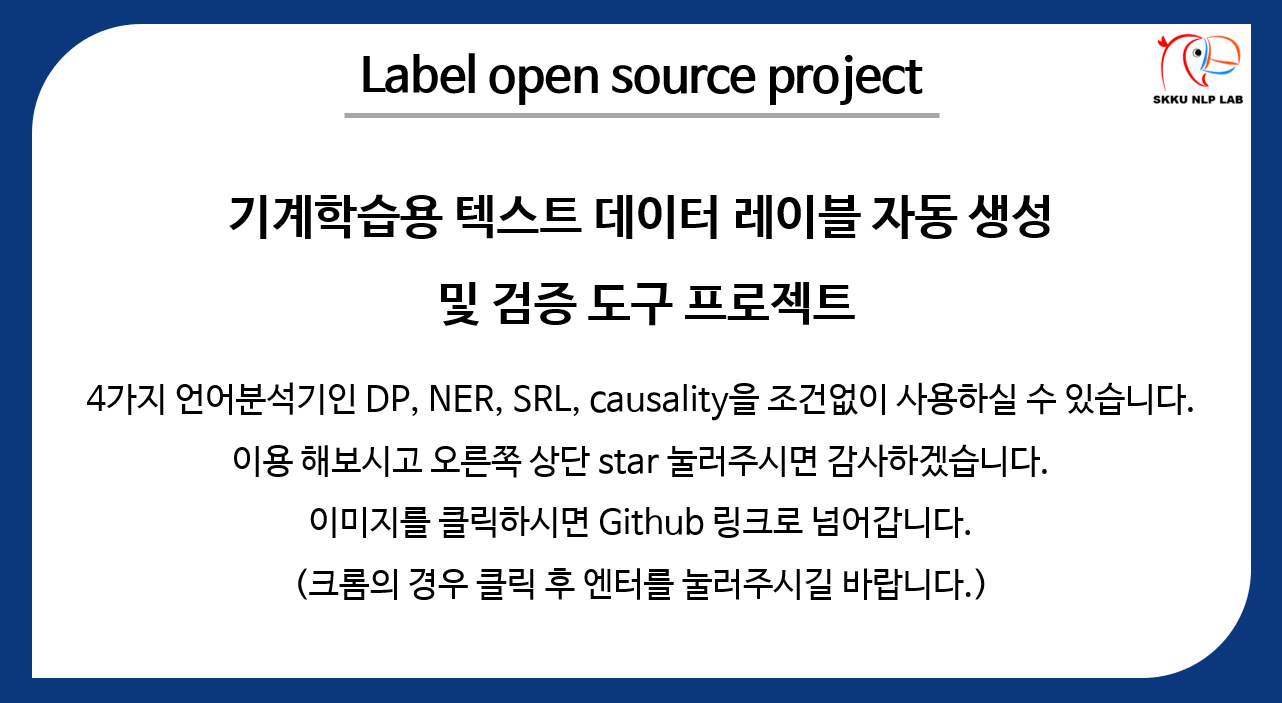 Label open source project
SKKU NLP LAB
기계학습용 텍스트 데이터 레이블 자동 생성
및 검증 도구 프로젝트
4가지 언어분석기인 DP, NER, SRL, causality을 조건없이 사용하실 수 있습니다.
이용 해보시고 오른쪽 상단 star 눌러주시면 감사하겠습니다.
이미지를 클릭하시면 Github 링크로 넘어갑니다.
(크롬의 경우 클릭 후 엔터를 눌러주시길 바랍니다.)